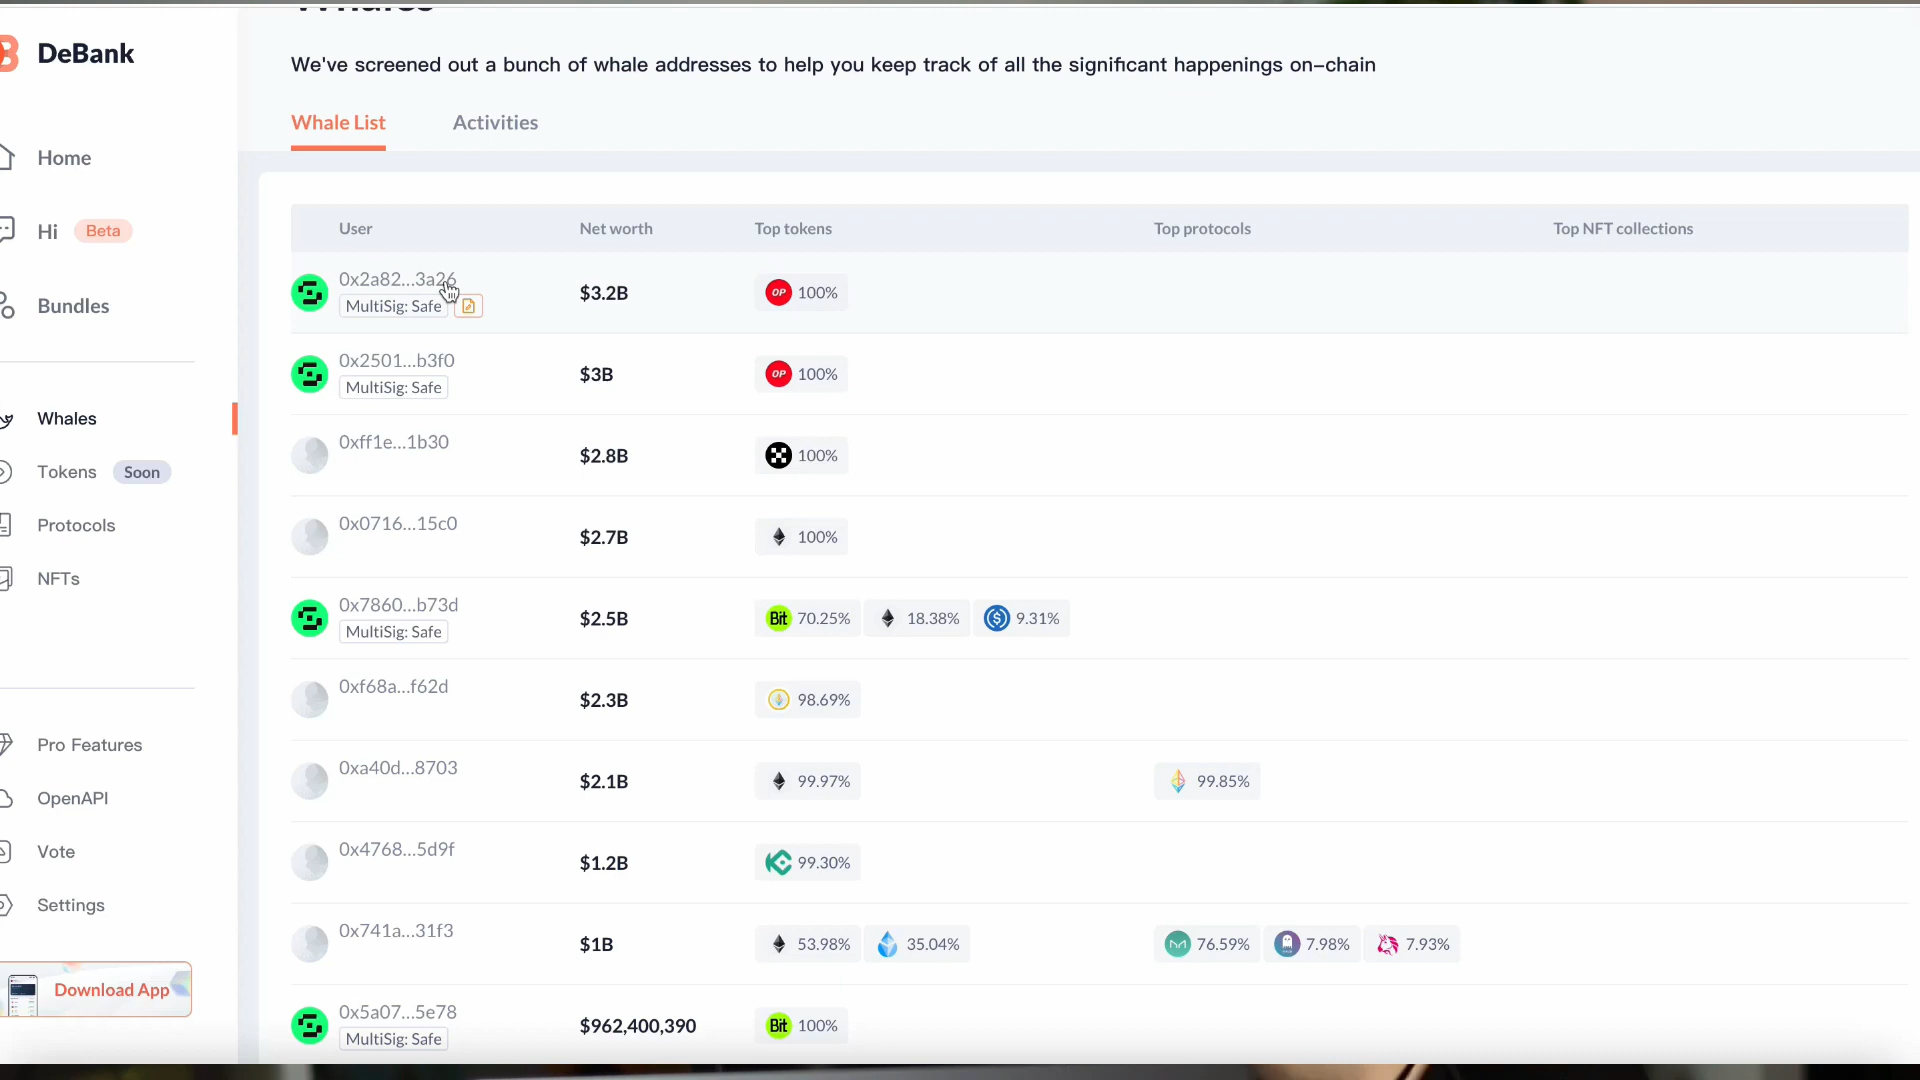 Whales
DeBank
We've screened out a bunch of whale addresses to help you keep track of all the significant happenings on-chain
Whale List
Activities
Home
Hi Beta
Bundles
Whales
Tokens Soon
Protocols
NFTs
Pro Features
OpenAPI
Vote
Settings
Download App
User Net worth Top tokens Top protocols Top NFT collections
0x2a82...3a26
MultiSig: Safe
$3.2B
OP 100%
0x2501...b3f0
MultiSig: Safe
$3B
OP 100%
0xff1e...1b30
$2.8B
100%
0x0716...15c0
$2.7B
100%
0x7860...b73d
MultiSig: Safe
$2.5B
Bit 70.25% 18.38% 9.31%
0xf68a...f62d
$2.3B
98.69%
0xa40d...8703
$2.1B
99.97% 99.85%
0x4768...5d9f
$1.2B
99.30%
0x741a...31f3
$1B
53.98% 35.04% 76.59% 7.98% 7.93%
0x5a07...5e78
MultiSig: Safe
$962,400,390
Bit 100%